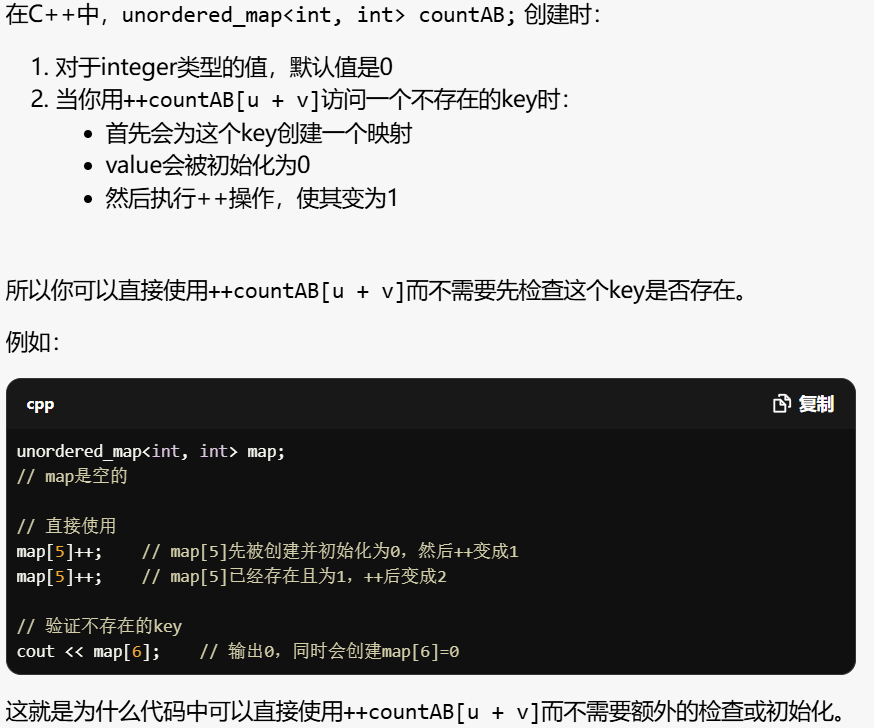 在C++中，unordered_map<int, int> countAB; 创建时：
1. 对于integer类型的值，默认值是0
2. 当你用++countAB[u + v]访问一个不存在的key时：
• 首先会为这个key创建一个映射
• value会被初始化为0
• 然后执行++操作，使其变为1
所以你可以直接使用++countAB[u + v]而不需要先检查这个key是否存在。
例如：
cpp 复制
unordered_map<int, int> map;
// map是空的
// 直接使用
map[5]++;    // map[5]先被创建并初始化为0，然后++变成1
map[5]++;    // map[5]已经存在且为1，++后变成2
// 验证不存在的key
cout << map[6];    // 输出0，同时会创建map[6]=0
这就是为什么代码中可以直接使用++countAB[u + v]而不需要额外的检查或初始化。